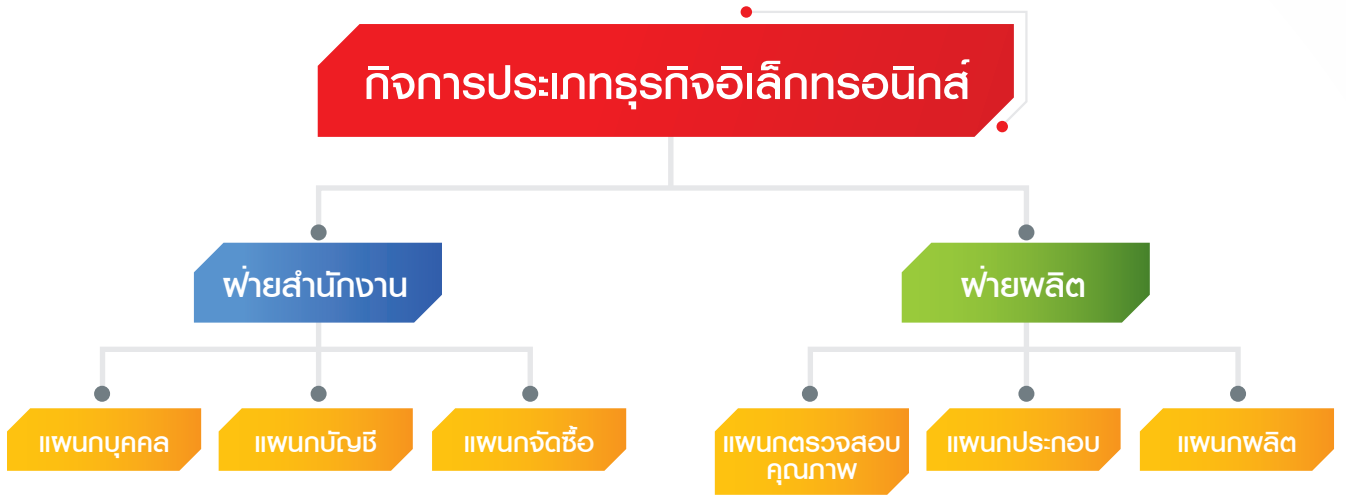 กิจการประเภทธุรกิจอิเล็กทรอนิกส์
ฝ่ายสำนักงาน
ฝ่ายผลิต
แผนกบุคคล
แผนกบัญชี
แผนกจัดซื้อ
แผนกตรวจสอบ
คุณภาพ
แผนกประกอบ
แผนกผลิต